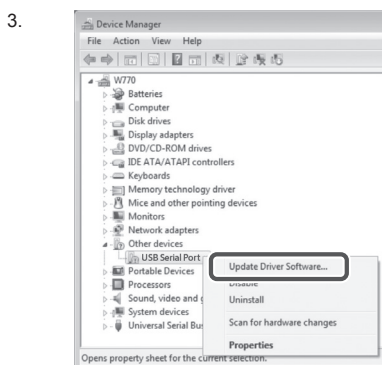 3.
Device Manager
File Action View Help
W770
Batteries
Computer
Disk drives
Display adapters
DVD/CD-ROM drives
IDE ATA/ATAPI controllers
Keyboards
Memory technology driver
Mice and other pointing devices
Monitors
Network adapters
Other devices
USB Serial Port
Update Driver Software...
Portable Devices
Disable
Processors
Uninstall
Sound, video and g
System devices
Scan for hardware changes
Universal Serial Bus
Properties
Opens property sheet for the current selection.